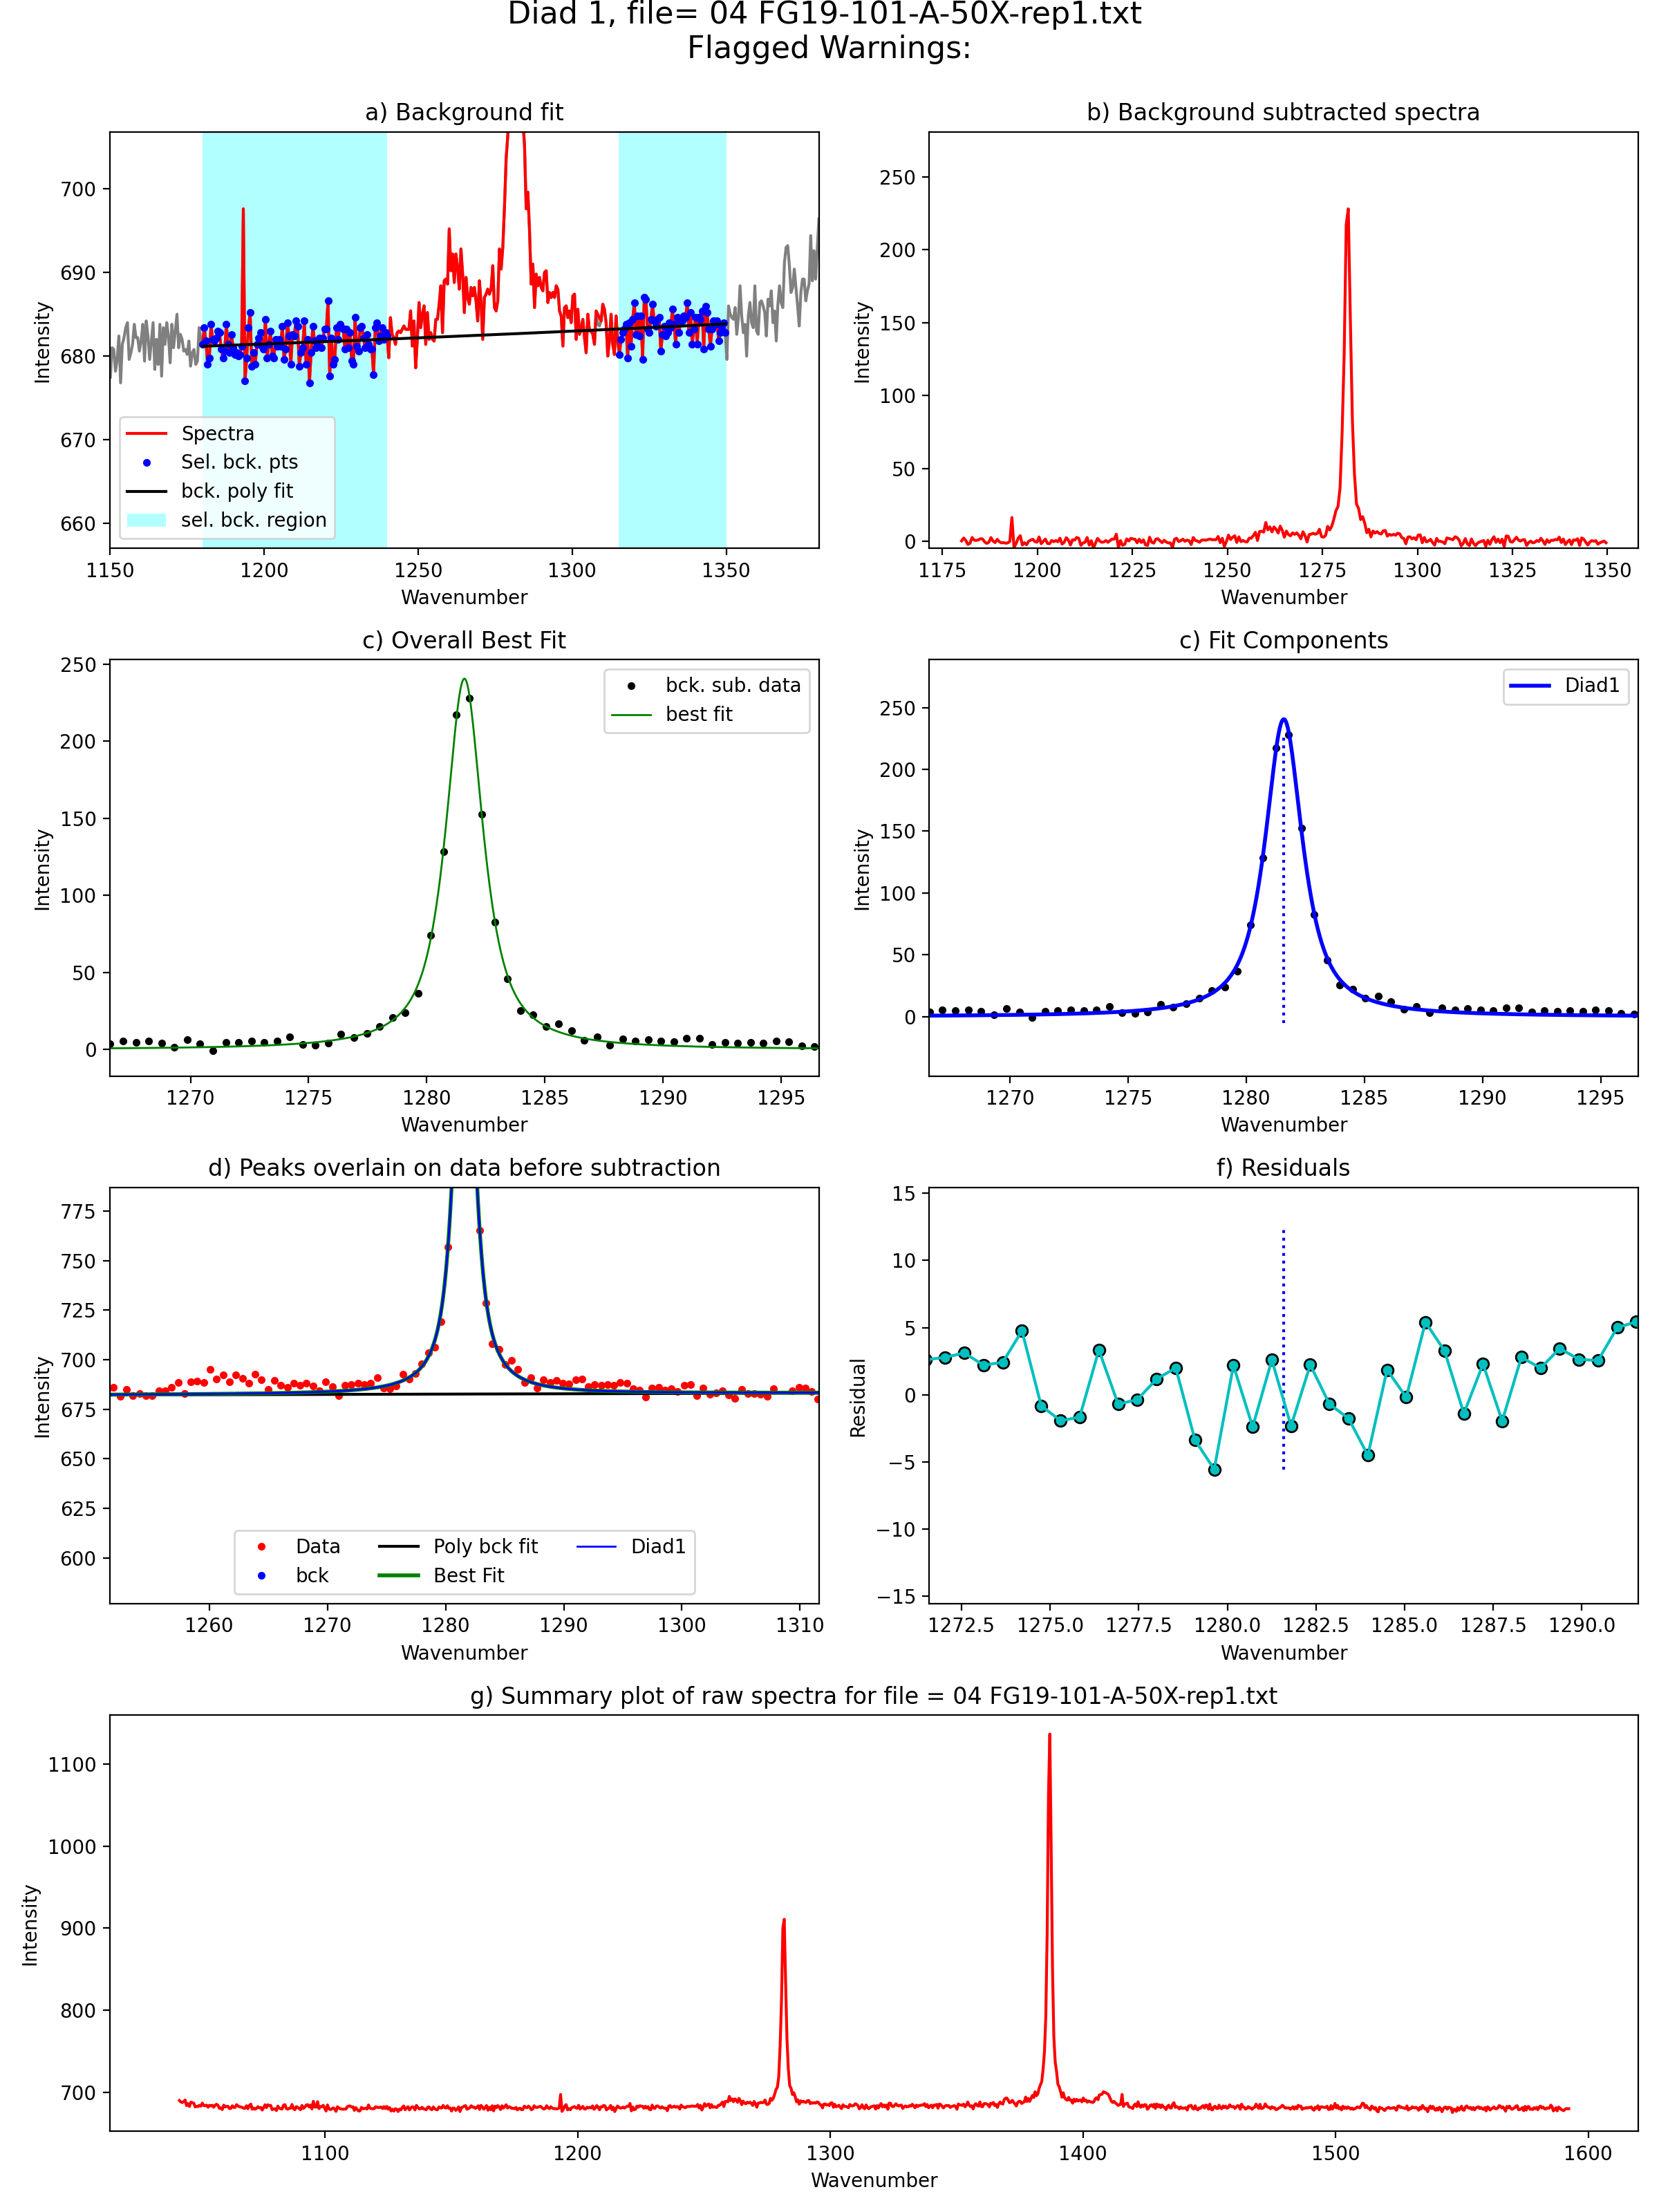 Diad 1, file= 04 FG19-101-A-50X-rep1.txt
Flagged Warnings:
a) Background fit
Intensity
700
690
680
670
660
Spectra
Sel. bck. pts
bck. poly fit
sel. bck. region
1150 1200 1250 1300 1350
Wavenumber
b) Background subtracted spectra
Intensity
250
200
150
100
50
0
1175 1200 1225 1250 1275 1300 1325 1350
Wavenumber
c) Overall Best Fit
Intensity
250
200
150
100
50
0
bck. sub. data
best fit
1270 1275 1280 1285 1290 1295
Wavenumber
c) Fit Components
Intensity
250
200
150
100
50
0
Diad1
1270 1275 1280 1285 1290 1295
Wavenumber
d) Peaks overlain on data before subtraction
Intensity
775
750
725
700
675
650
625
600
Data Poly bck fit Diad1
bck Best Fit
1260 1270 1280 1290 1300 1310
Wavenumber
f) Residuals
Residual
15
10
5
0
−5
−10
−15
1272.5 1275.0 1277.5 1280.0 1282.5 1285.0 1287.5 1290.0
Wavenumber
g) Summary plot of raw spectra for file = 04 FG19-101-A-50X-rep1.txt
Intensity
1100
1000
900
800
700
1100 1200 1300 1400 1500 1600
Wavenumber